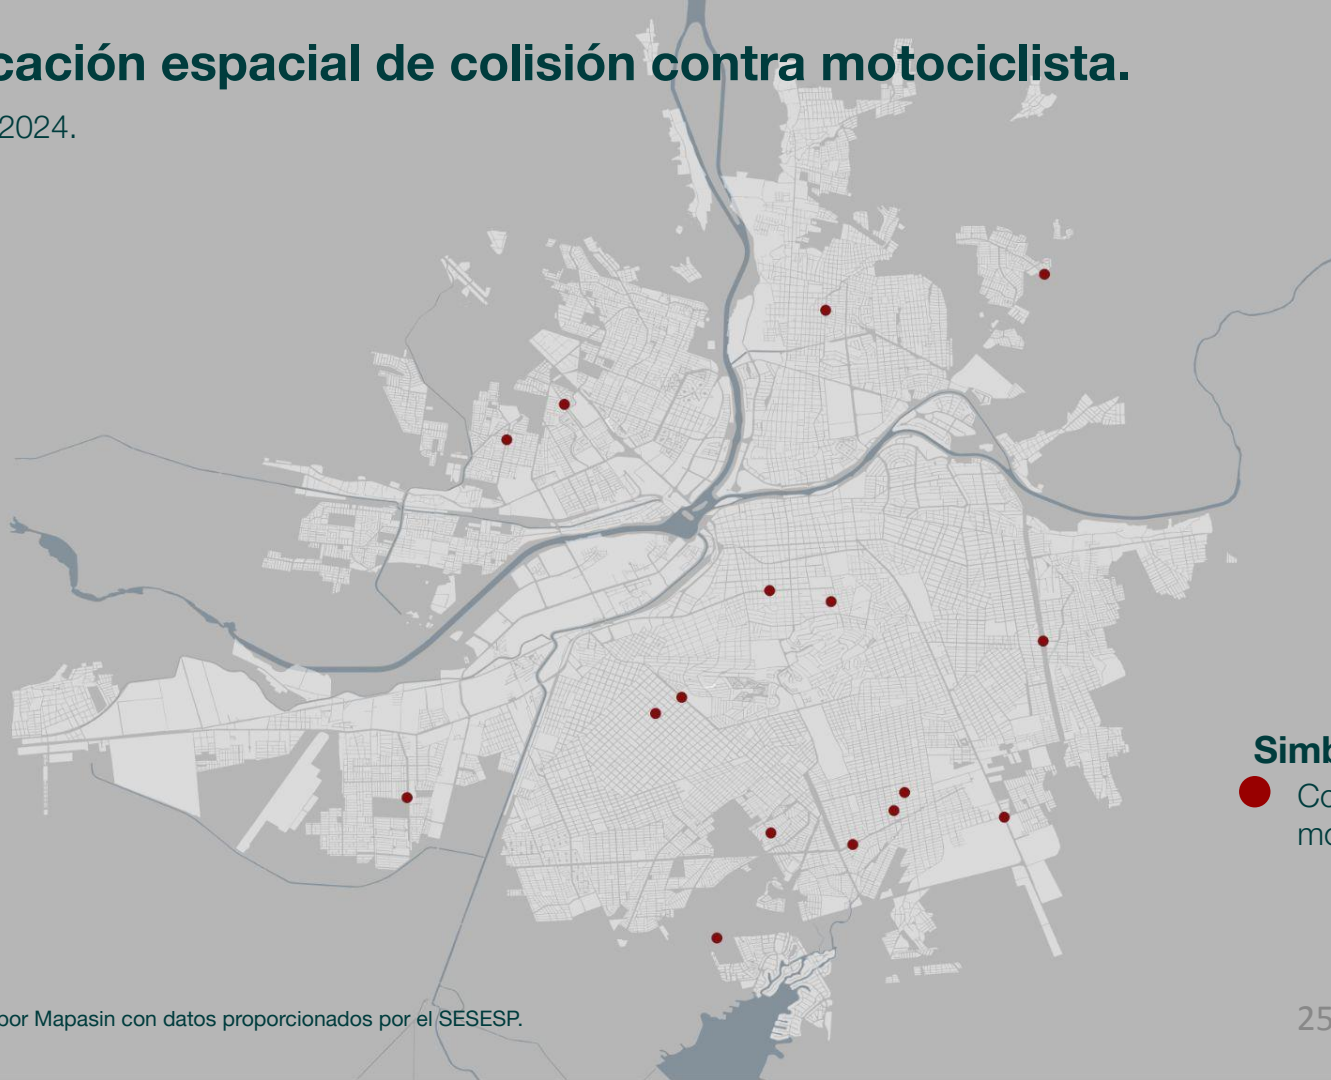 cación espacial de colisión contra motociclista.
2024.
Simb
Co
mo
por Mapasin con datos proporcionados por el SESESP.
25